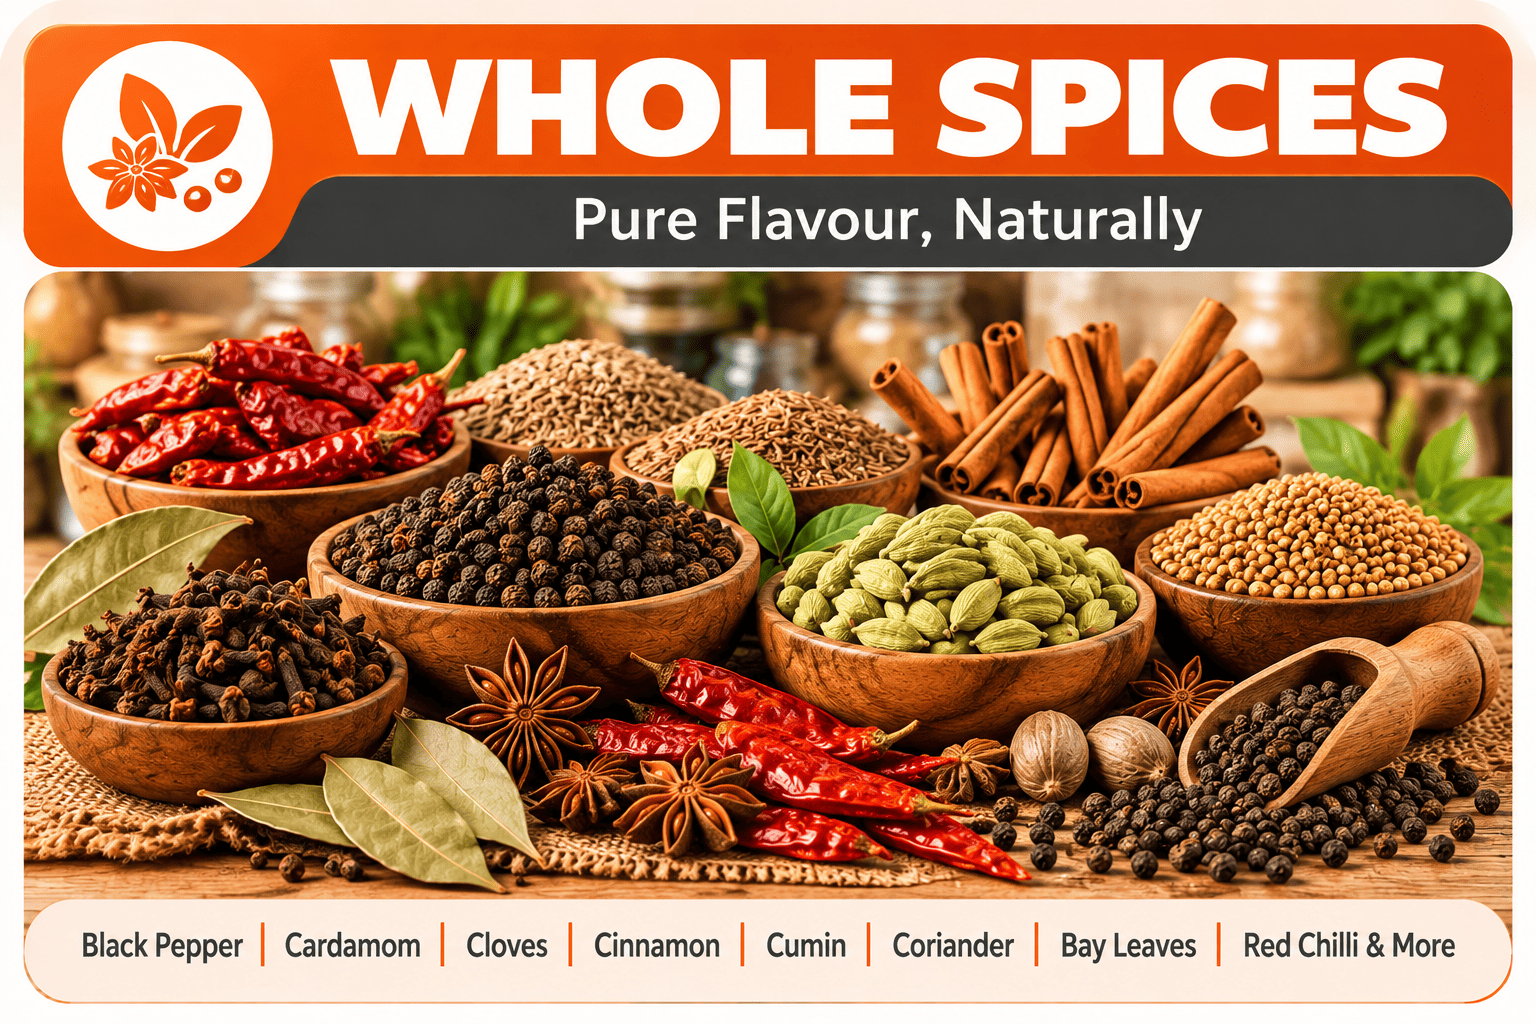 WHOLE SPICES
Pure Flavour, Naturally
Black Pepper | Cardamom | Cloves | Cinnamon | Cumin | Coriander | Bay Leaves | Red Chilli & More